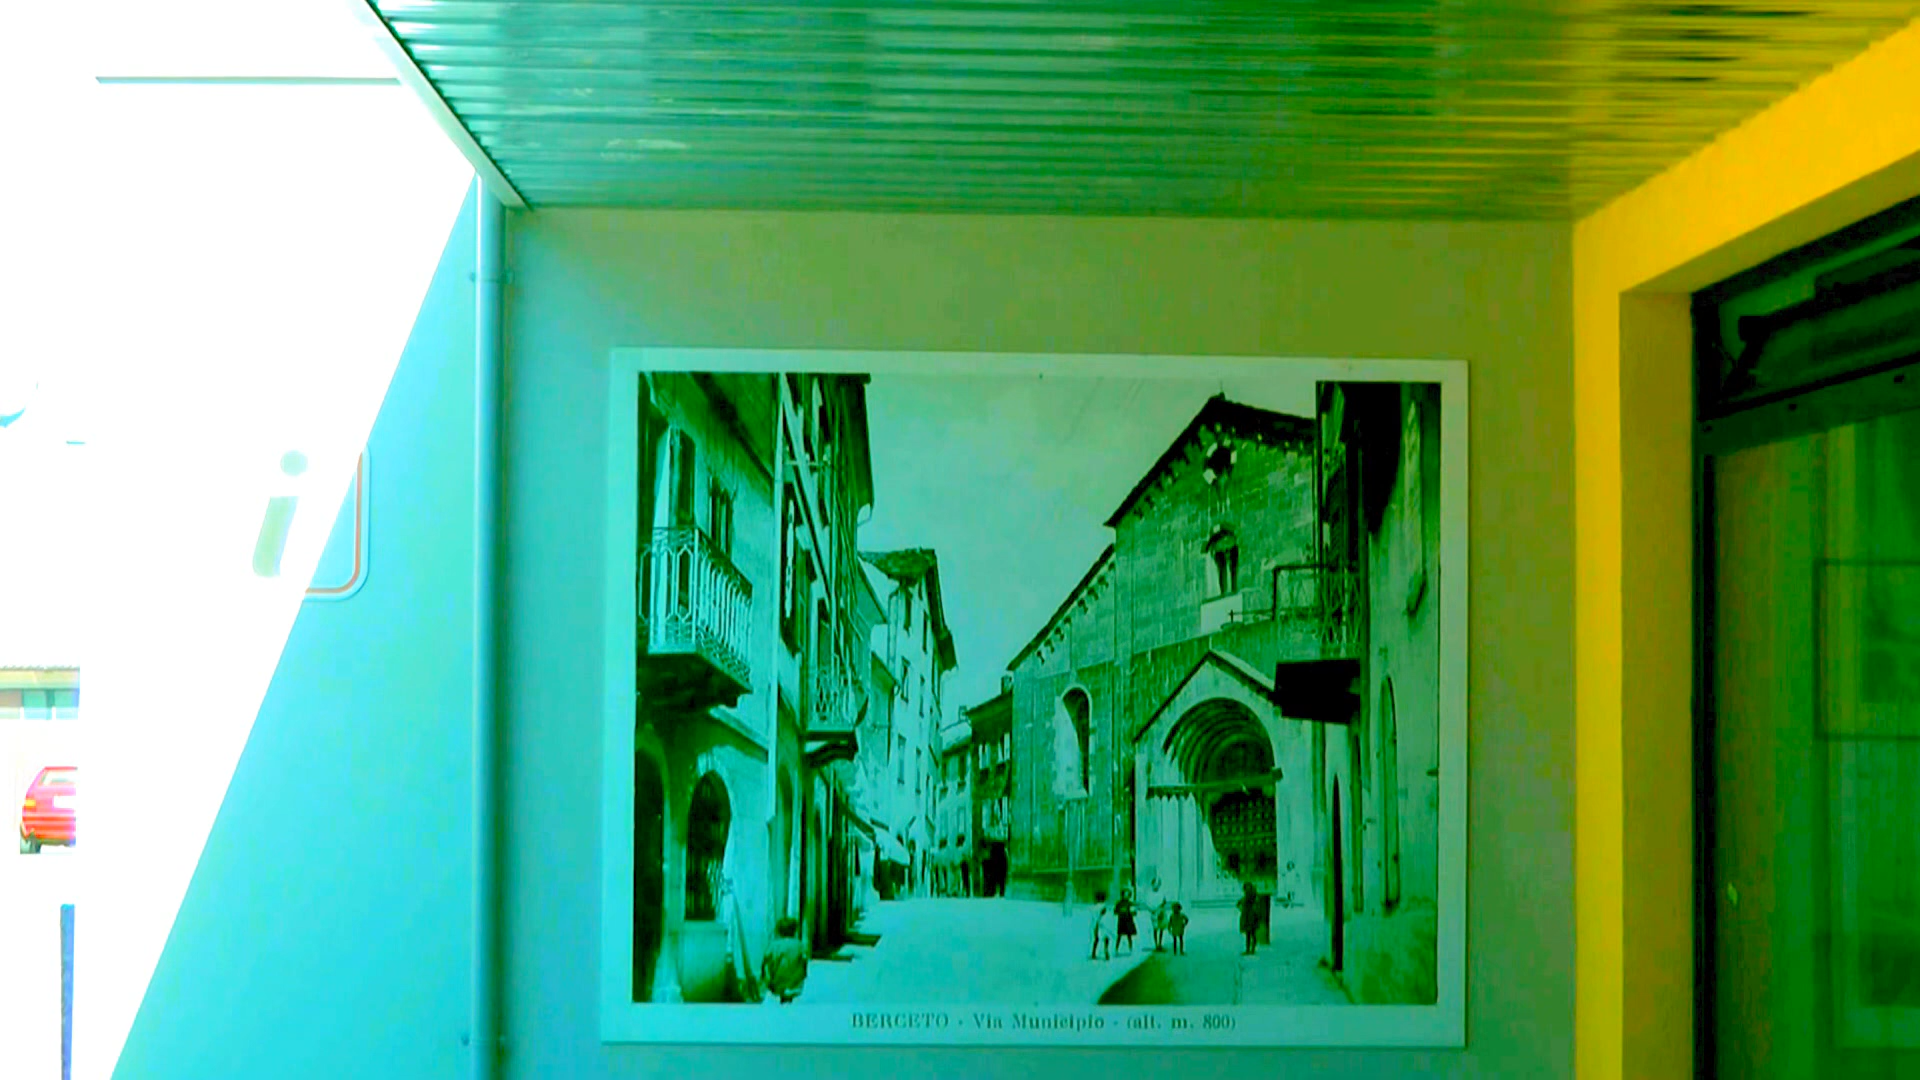 i
BERCETO - Via Municipio - (alt. m. 800)